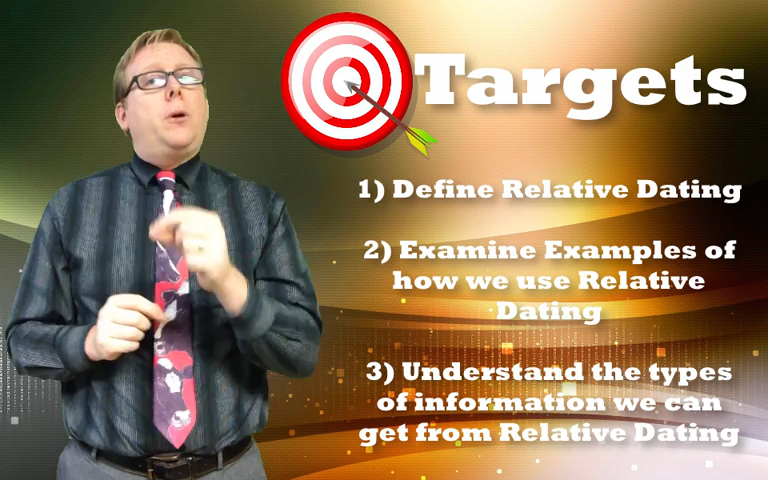 Targets
1) Define Relative Dating
2) Examine Examples of
how we use Relative
Dating
3) Understand the types
of information we can
get from Relative Dating